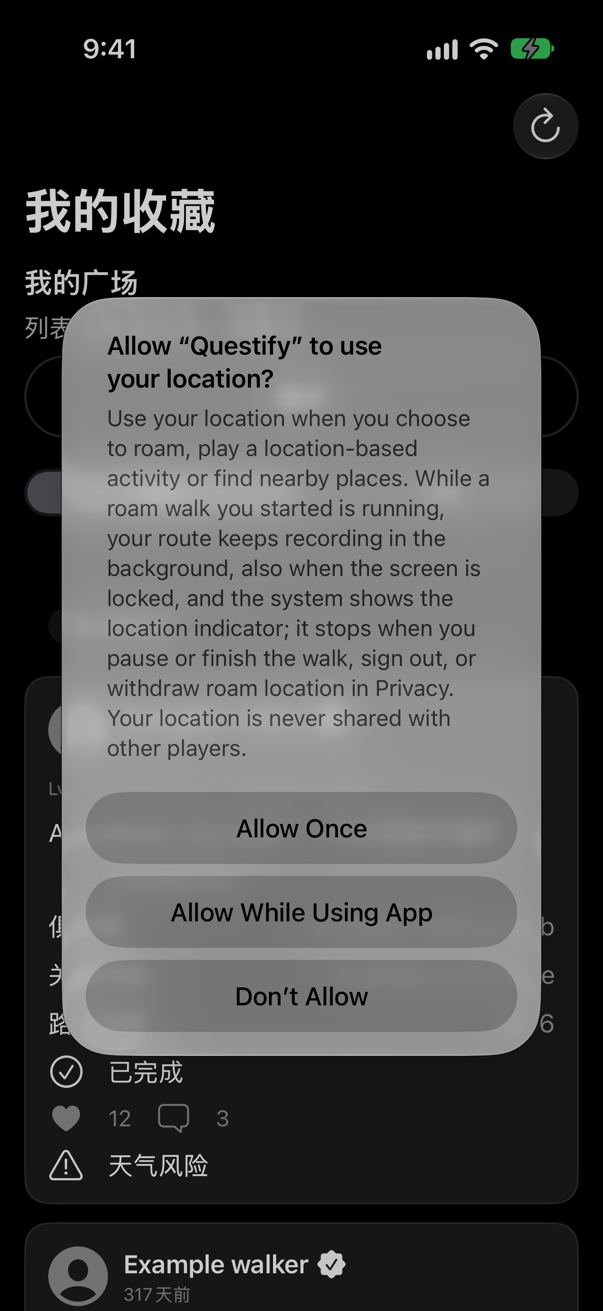 9:41
我的收藏
我的广场
列表
Allow “Questify” to use
your location?
Use your location when you choose
to roam, play a location-based
activity or find nearby places. While a
roam walk you started is running,
your route keeps recording in the
background, also when the screen is
locked, and the system shows the
location indicator; it stops when you
pause or finish the walk, sign out, or
withdraw roam location in Privacy.
Your location is never shared with
other players.
Allow Once
Allow While Using App
Don’t Allow
b
e
路 6
已完成
12 3
天气风险
Example walker
317天前